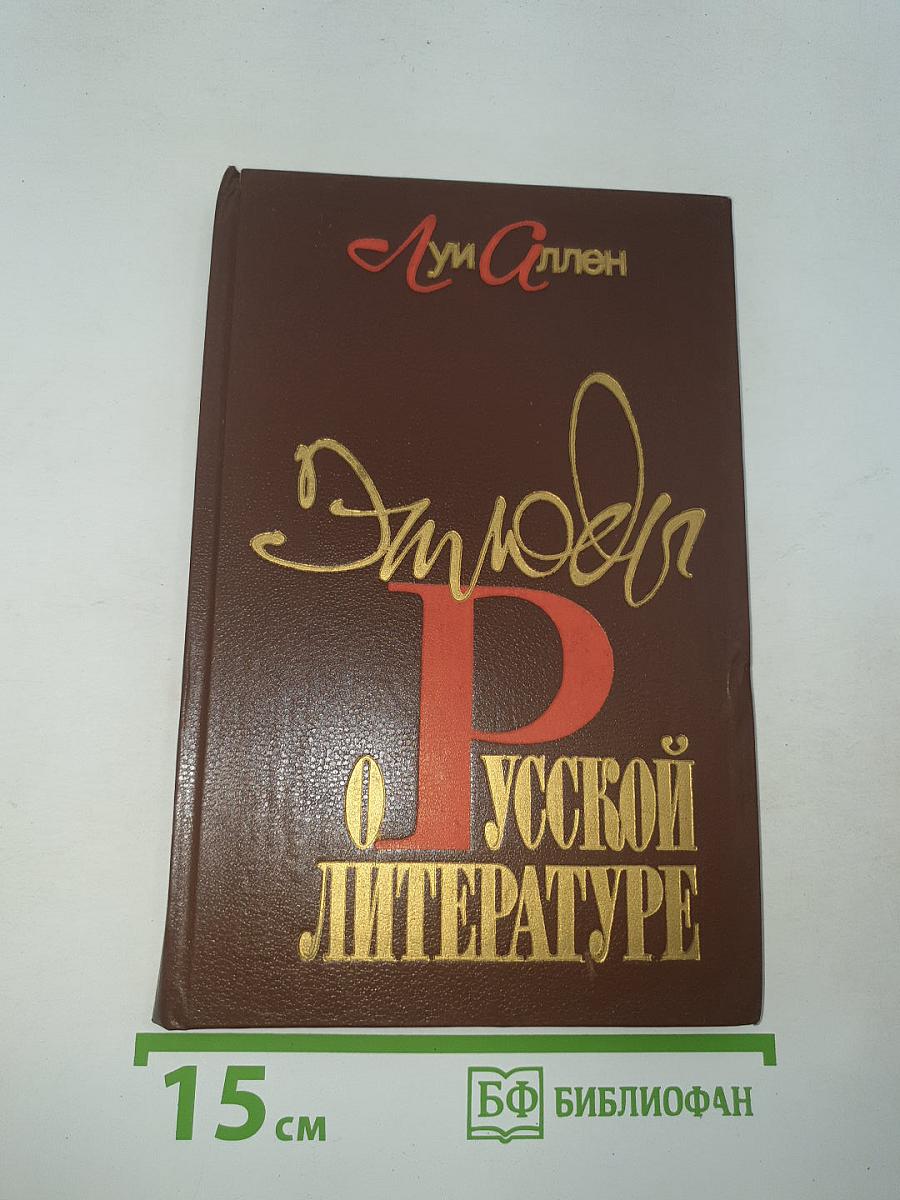 Луи Аллен
Этюды
о Русской
литературе
15 см
БФ БИБЛИОФАН